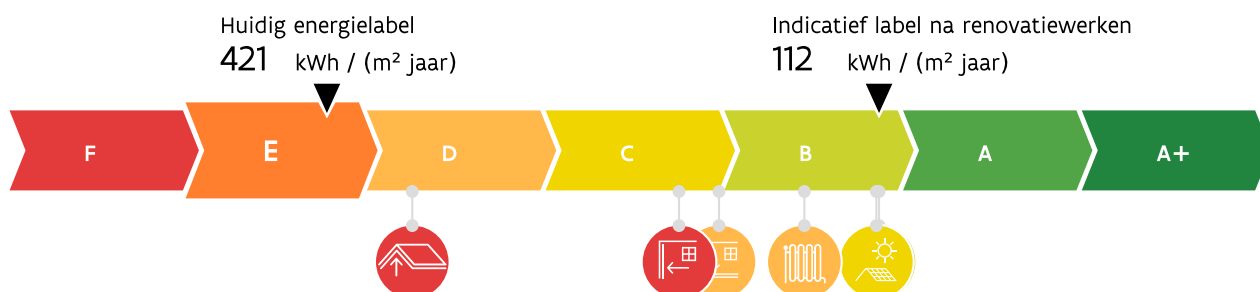 Huidig energielabel
421 kWh / (m² jaar)
Indicatief label na renovatiewerken
112 kWh / (m² jaar)
F E D C B A A+